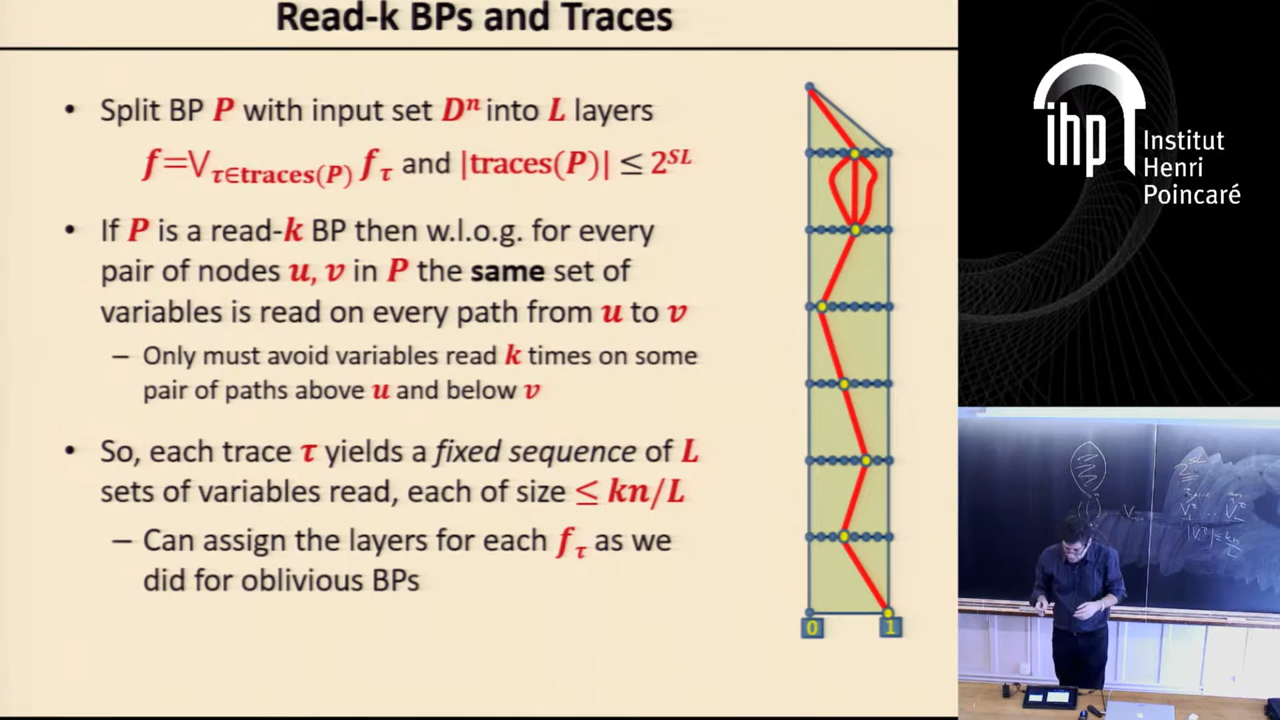 Read-k BPs and Traces
• Split BP P with input set Dⁿ into L layers
f=⋁τ∈traces(P) fτ and |traces(P)| ≤ 2^SL
• If P is a read-k BP then w.l.o.g. for every
pair of nodes u, v in P the same set of
variables is read on every path from u to v
– Only must avoid variables read k times on some
pair of paths above u and below v
• So, each trace τ yields a fixed sequence of L
sets of variables read, each of size ≤ kn/L
– Can assign the layers for each fτ as we
did for oblivious BPs
0 1
ihp
Institut
Henri
Poincaré